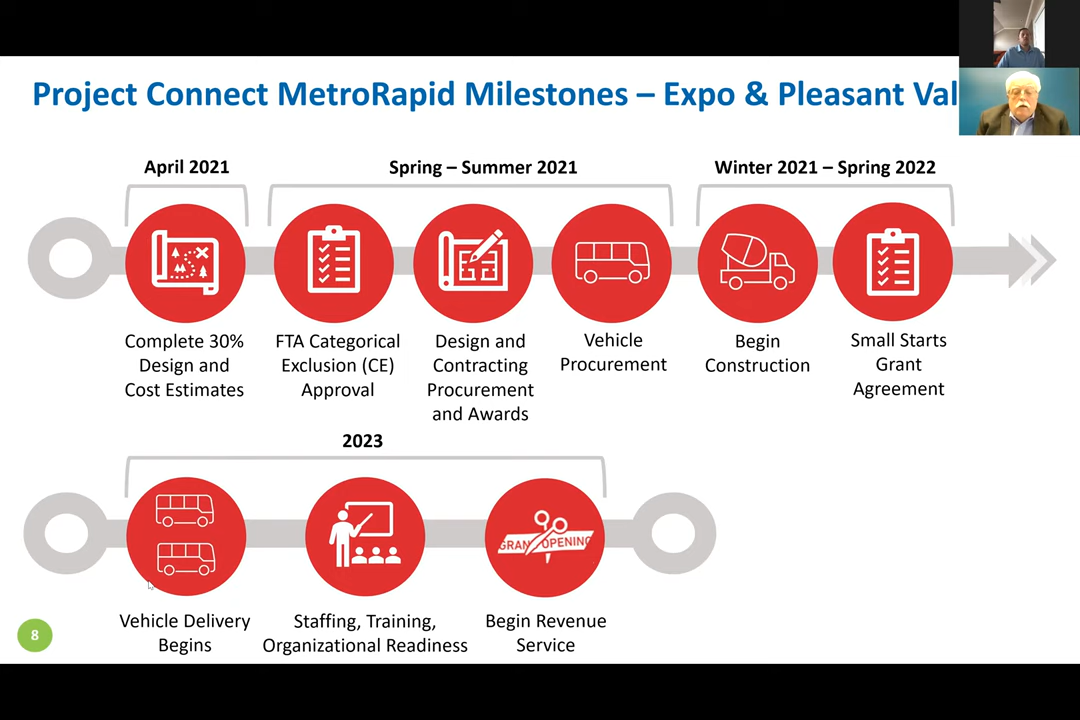 Project Connect MetroRapid Milestones – Expo & Pleasant Val
April 2021
Spring – Summer 2021
Winter 2021 – Spring 2022
Complete 30%
Design and
Cost Estimates
FTA Categorical
Exclusion (CE)
Approval
Design and
Contracting
Procurement
and Awards
Vehicle
Procurement
Begin
Construction
Small Starts
Grant
Agreement
2023
GRAN OPENING
Vehicle Delivery
Begins
Staffing, Training,
Organizational Readiness
Begin Revenue
Service
8